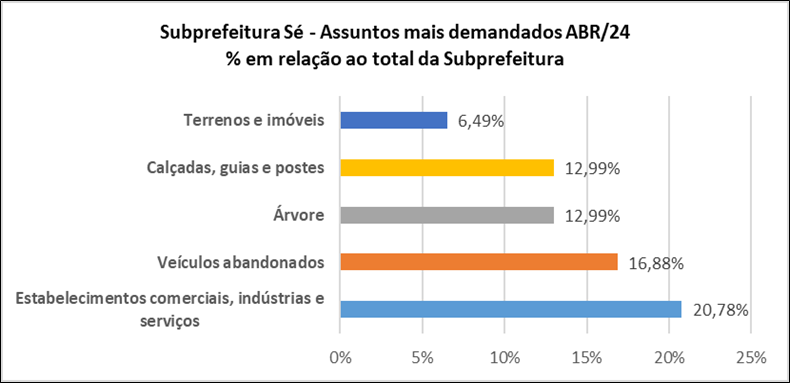 Subprefeitura Sé - Assuntos mais demandados ABR/24
% em relação ao total da Subprefeitura
Terrenos e imóveis
6,49%
Calçadas, guias e postes
12,99%
Árvore
12,99%
Veículos abandonados
16,88%
Estabelecimentos comerciais, indústrias e
serviços
20,78%
0% 5% 10% 15% 20% 25%